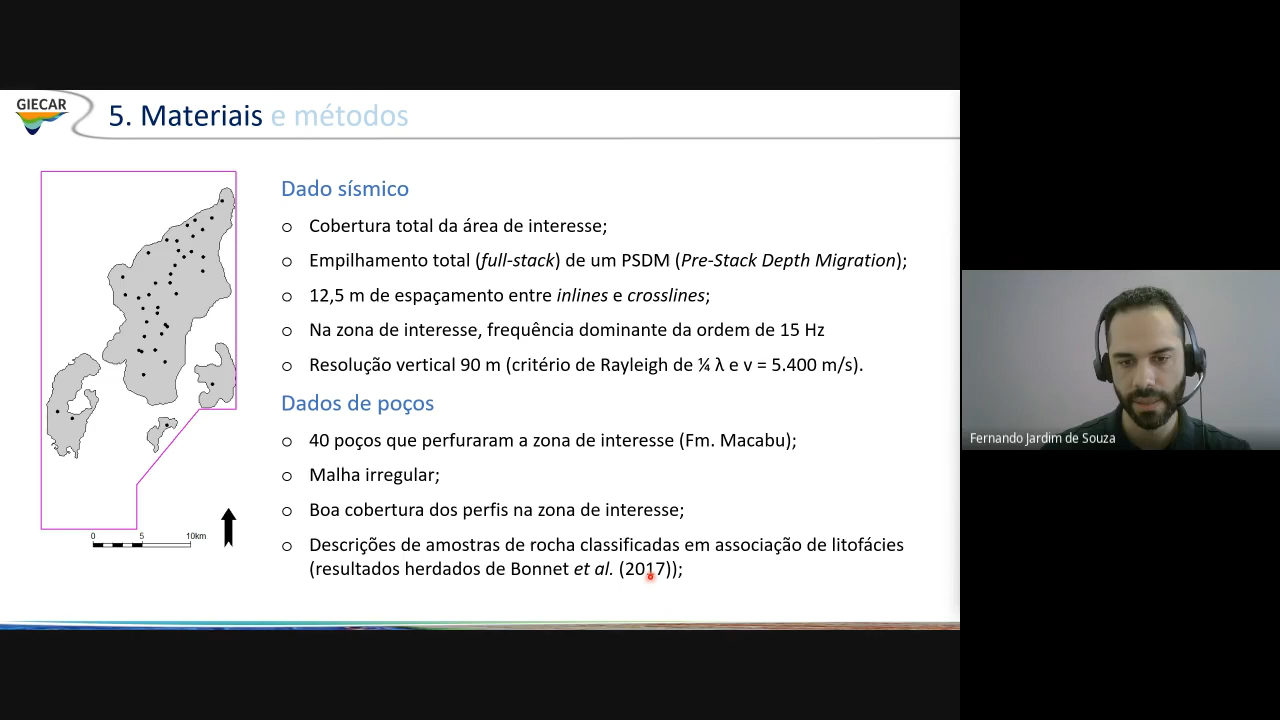 GIECAR
5. Materiais e métodos
Dado sísmico
o Cobertura total da área de interesse;
o Empilhamento total (full-stack) de um PSDM (Pre-Stack Depth Migration);
o 12,5 m de espaçamento entre inlines e crosslines;
o Na zona de interesse, frequência dominante da ordem de 15 Hz
o Resolução vertical 90 m (critério de Rayleigh de ¼ λ e v = 5.400 m/s).
Dados de poços
o 40 poços que perfuraram a zona de interesse (Fm. Macabu);
o Malha irregular;
o Boa cobertura dos perfis na zona de interesse;
o Descrições de amostras de rocha classificadas em associação de litofácies
(resultados herdados de Bonnet et al. (2017));
0 5 10km
Fernando Jardim de Souza